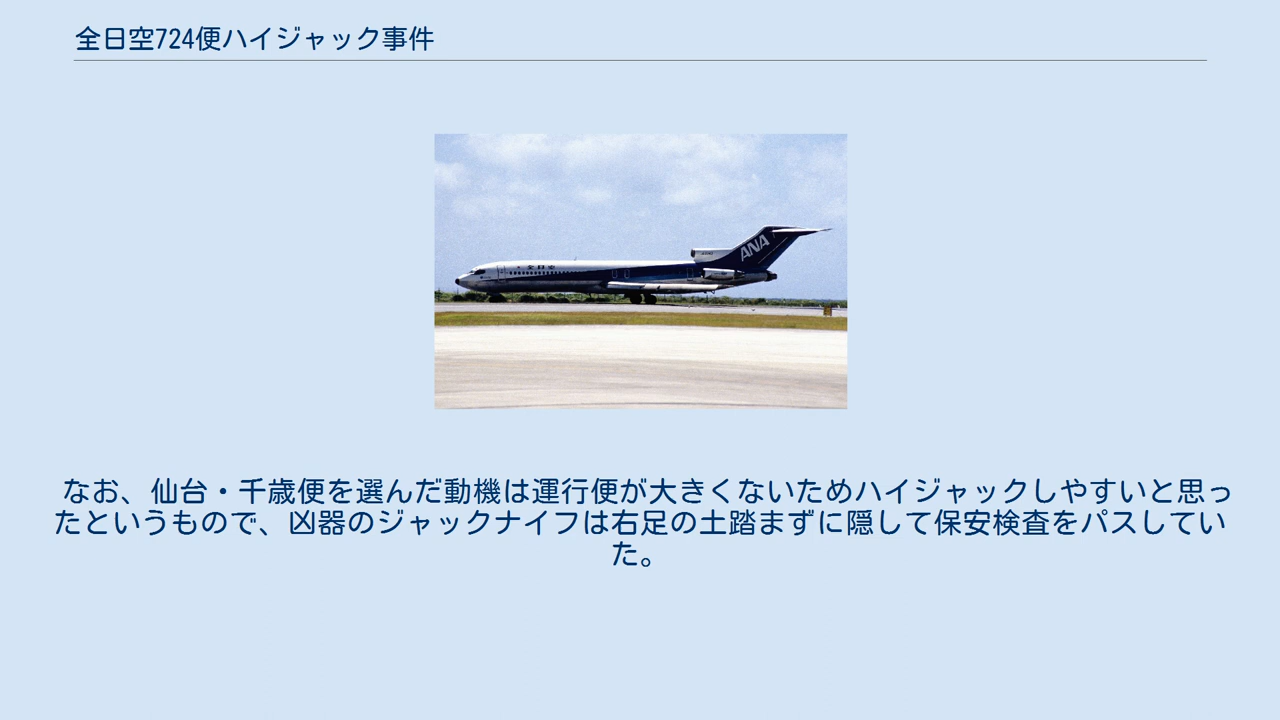 全日空724便ハイジャック事件
全日空
ANA
なお、仙台・千歳便を選んだ動機は運行便が大きくないためハイジャックしやすいと思っ
たというもので、凶器のジャックナイフは右足の土踏まずに隠して保安検査をパスしてい
た。